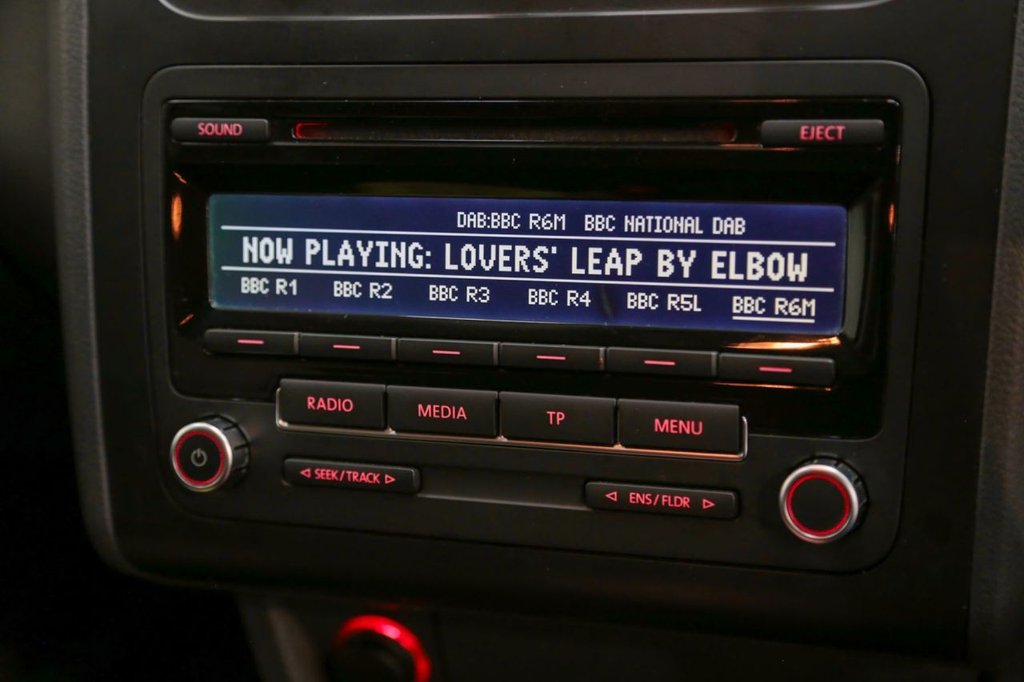 SOUND
EJECT
DAB:BBC R6M BBC NATIONAL DAB
NOW PLAYING: LOVERS' LEAP BY ELBOW
BBC R1 BBC R2 BBC R3 BBC R4 BBC R5L BBC R6M
RADIO MEDIA TP MENU
SEEK/TRACK
ENS/FLDR